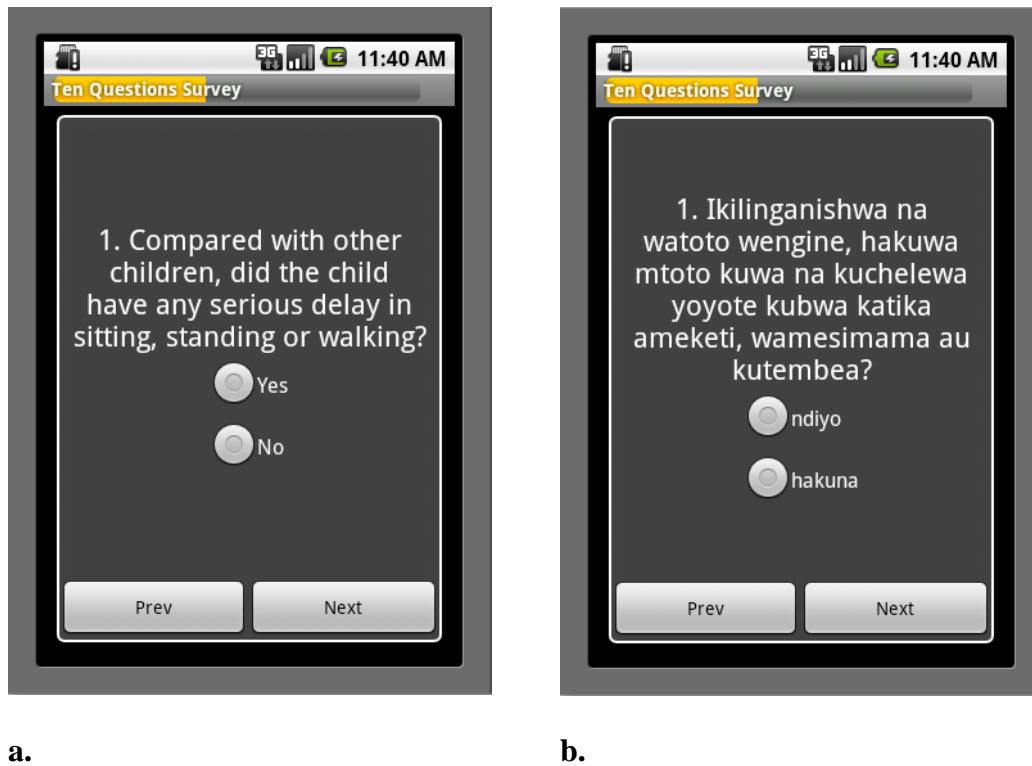 3G 11:40 AM
Ten Questions Survey
1. Compared with other
children, did the child
have any serious delay in
sitting, standing or walking?
Yes
No
Prev Next
a.
3G 11:40 AM
Ten Questions Survey
1. Ikilinganishwa na
watoto wengine, hakuwa
mtoto kuwa na kuchelewa
yoyote kubwa katika
ameketi, wamesimama au
kutembea?
ndiyo
hakuna
Prev Next
b.